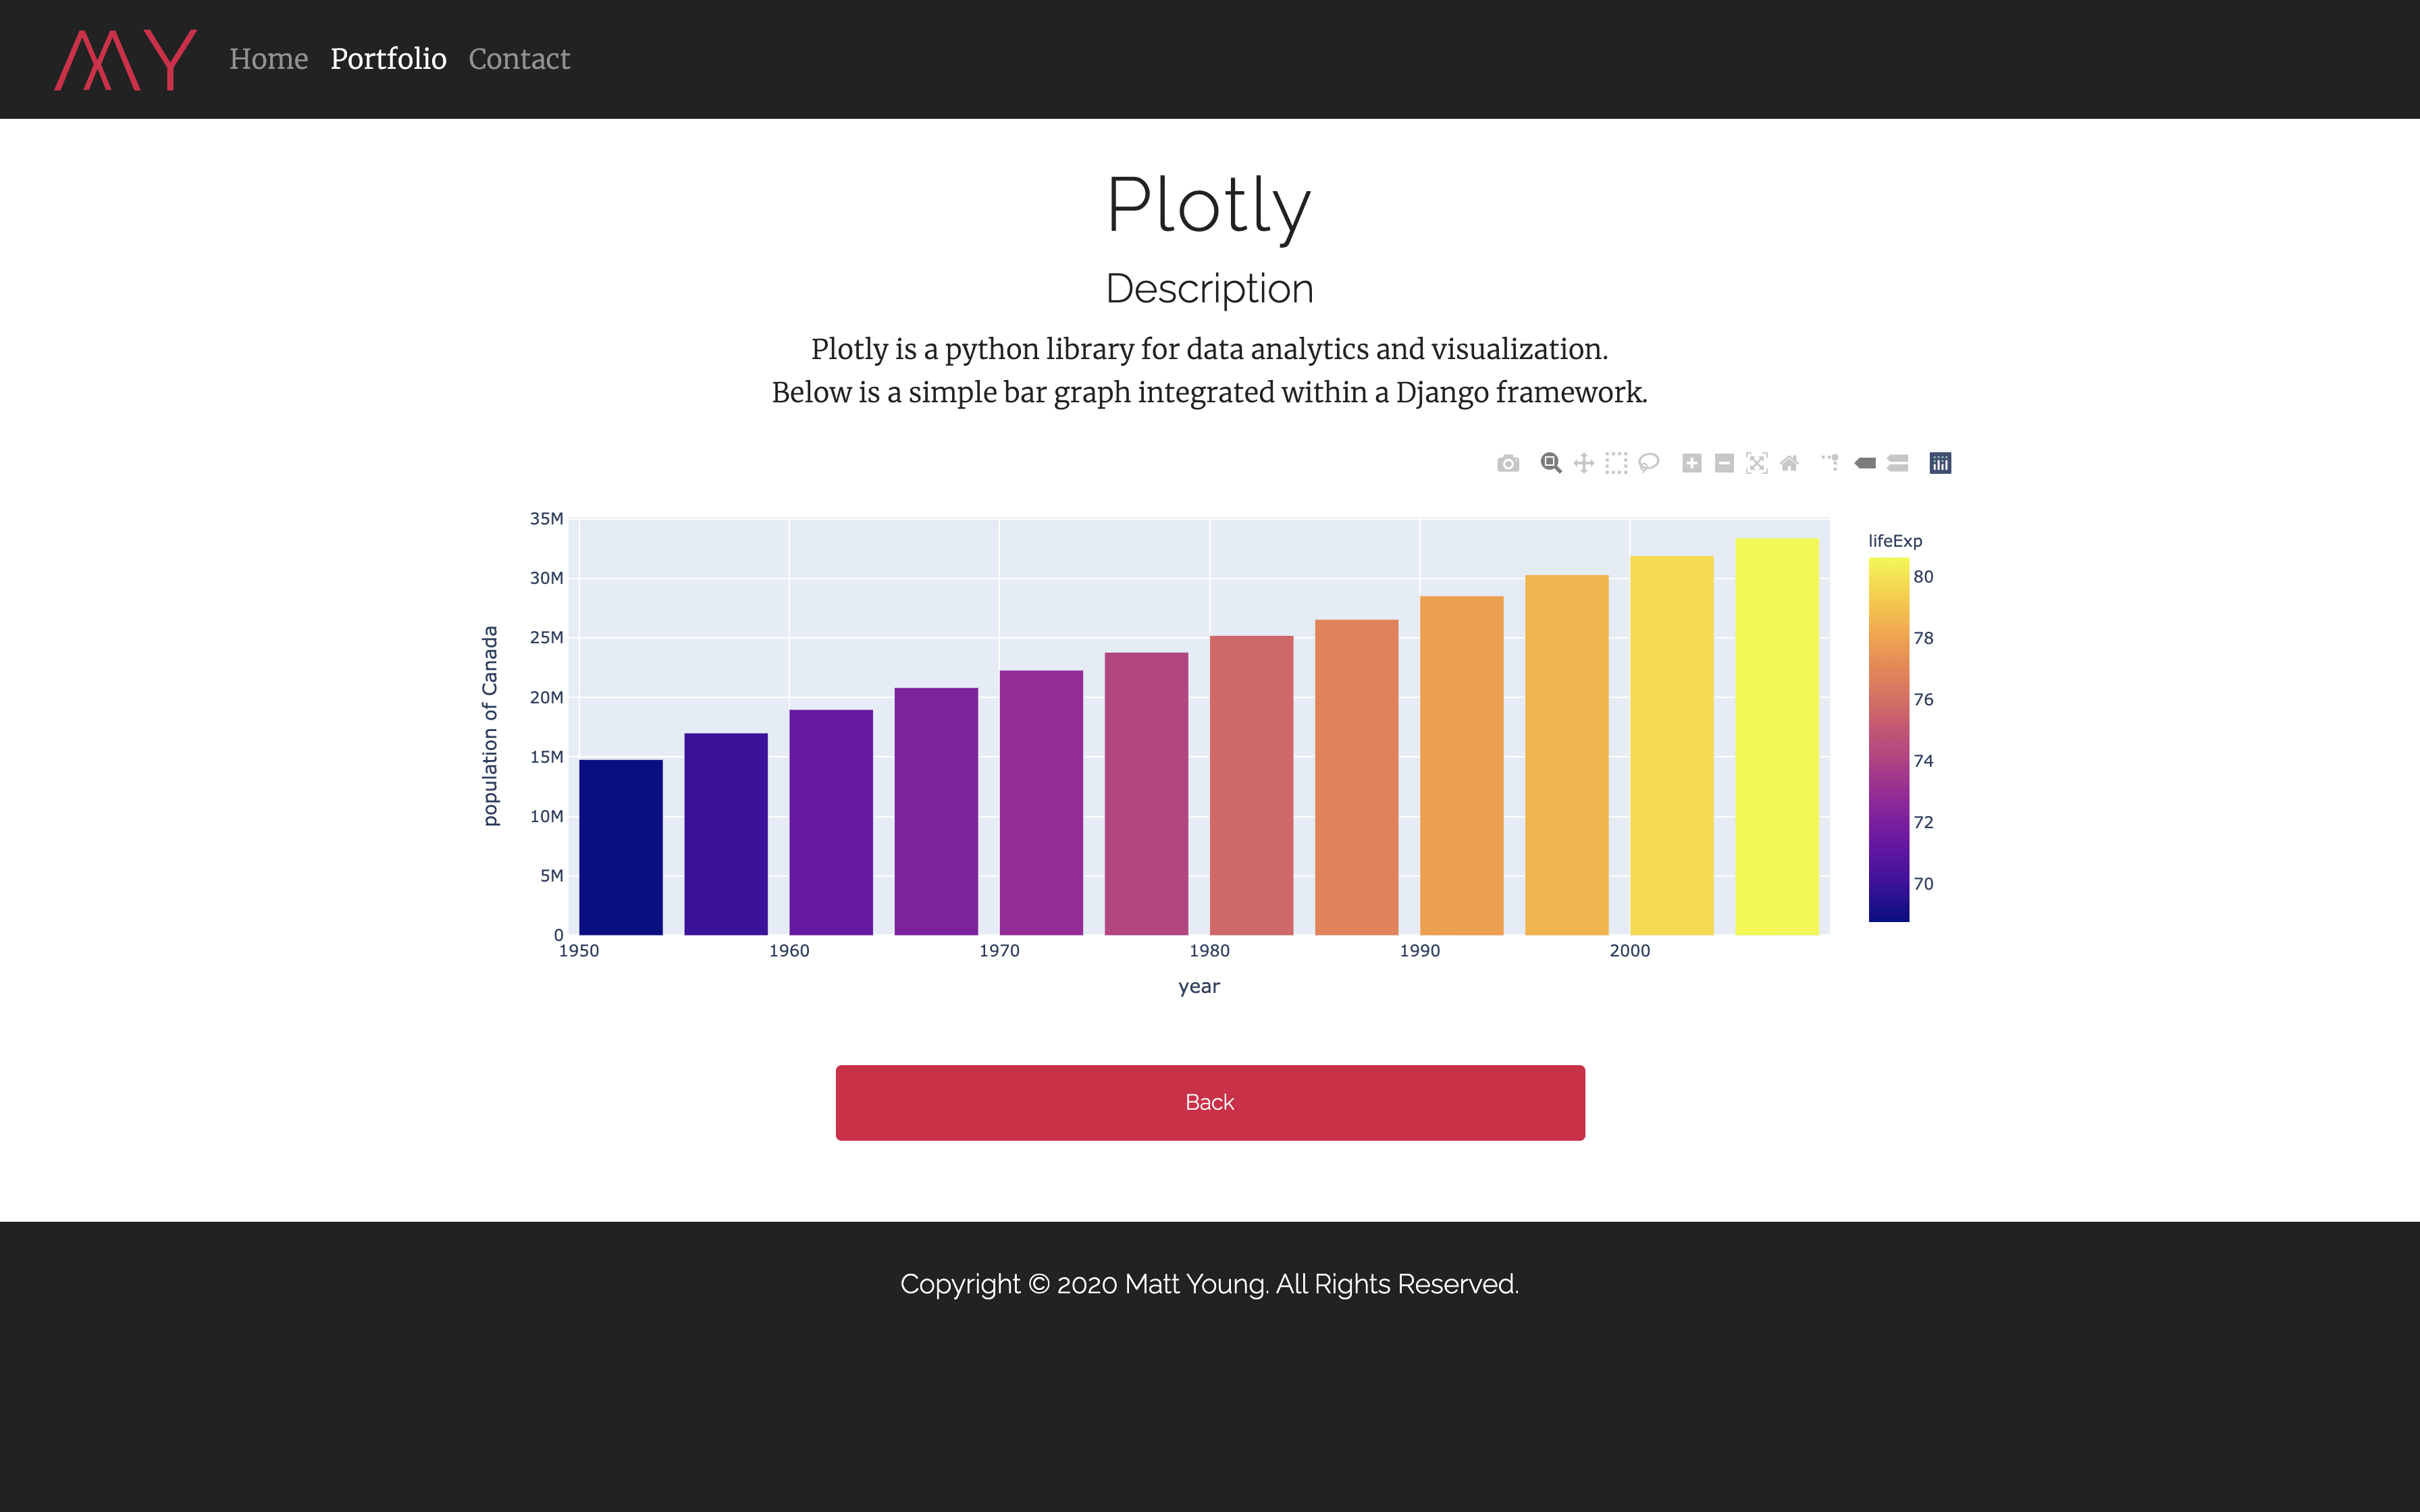 MY
Home Portfolio Contact
Plotly
Description
Plotly is a python library for data analytics and visualization.
Below is a simple bar graph integrated within a Django framework.
35M
30M
25M
20M
15M
10M
5M
0
population of Canada
1950 1960 1970 1980 1990 2000
year
lifeExp
80
78
76
74
72
70
Back
Copyright © 2020 Matt Young. All Rights Reserved.